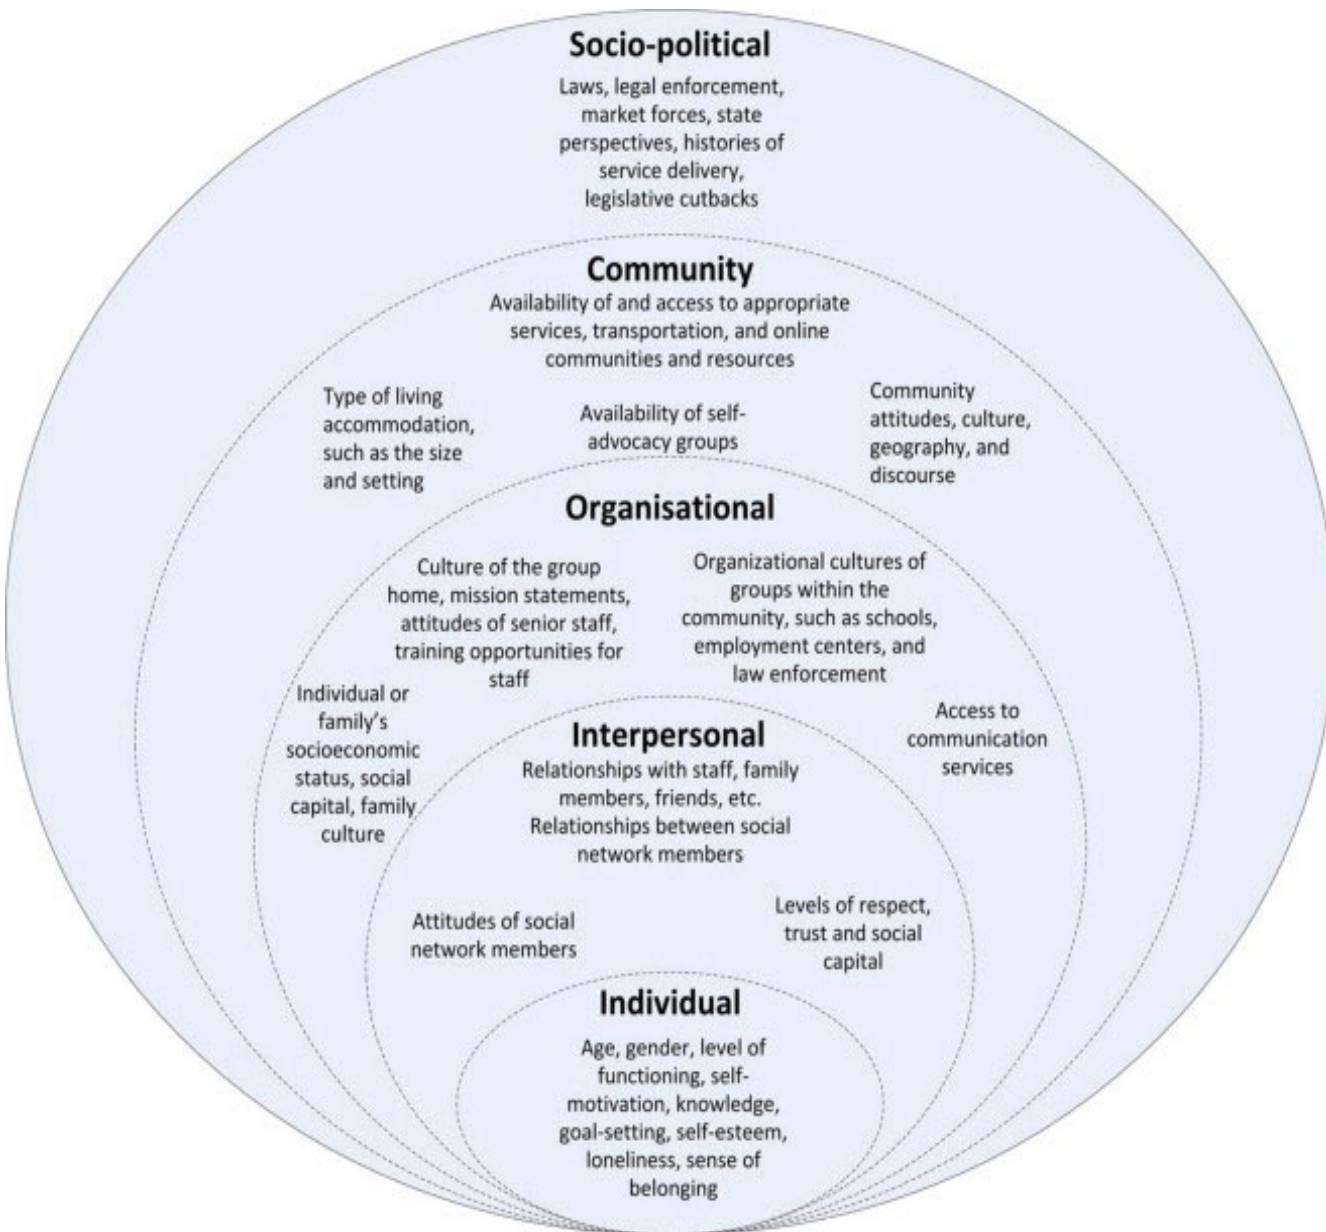 Socio-political
Laws, legal enforcement,
market forces, state
perspectives, histories of
service delivery,
legislative cutbacks
Community
Availability of and access to appropriate
services, transportation, and online
communities and resources
Type of living
accommodation,
such as the size
and setting
Availability of self-
advocacy groups
Community
attitudes, culture,
geography, and
discourse
Organisational
Culture of the group
home, mission statements,
attitudes of senior staff,
training opportunities for
staff
Organizational cultures of
groups within the
community, such as schools,
employment centers, and
law enforcement
Individual or
family's
socioeconomic
status, social
capital, family
culture
Access to
communication
services
Interpersonal
Relationships with staff, family
members, friends, etc.
Relationships between social
network members
Attitudes of social
network members
Levels of respect,
trust and social
capital
Individual
Age, gender, level of
functioning, self-
motivation, knowledge,
goal-setting, self-esteem,
loneliness, sense of
belonging